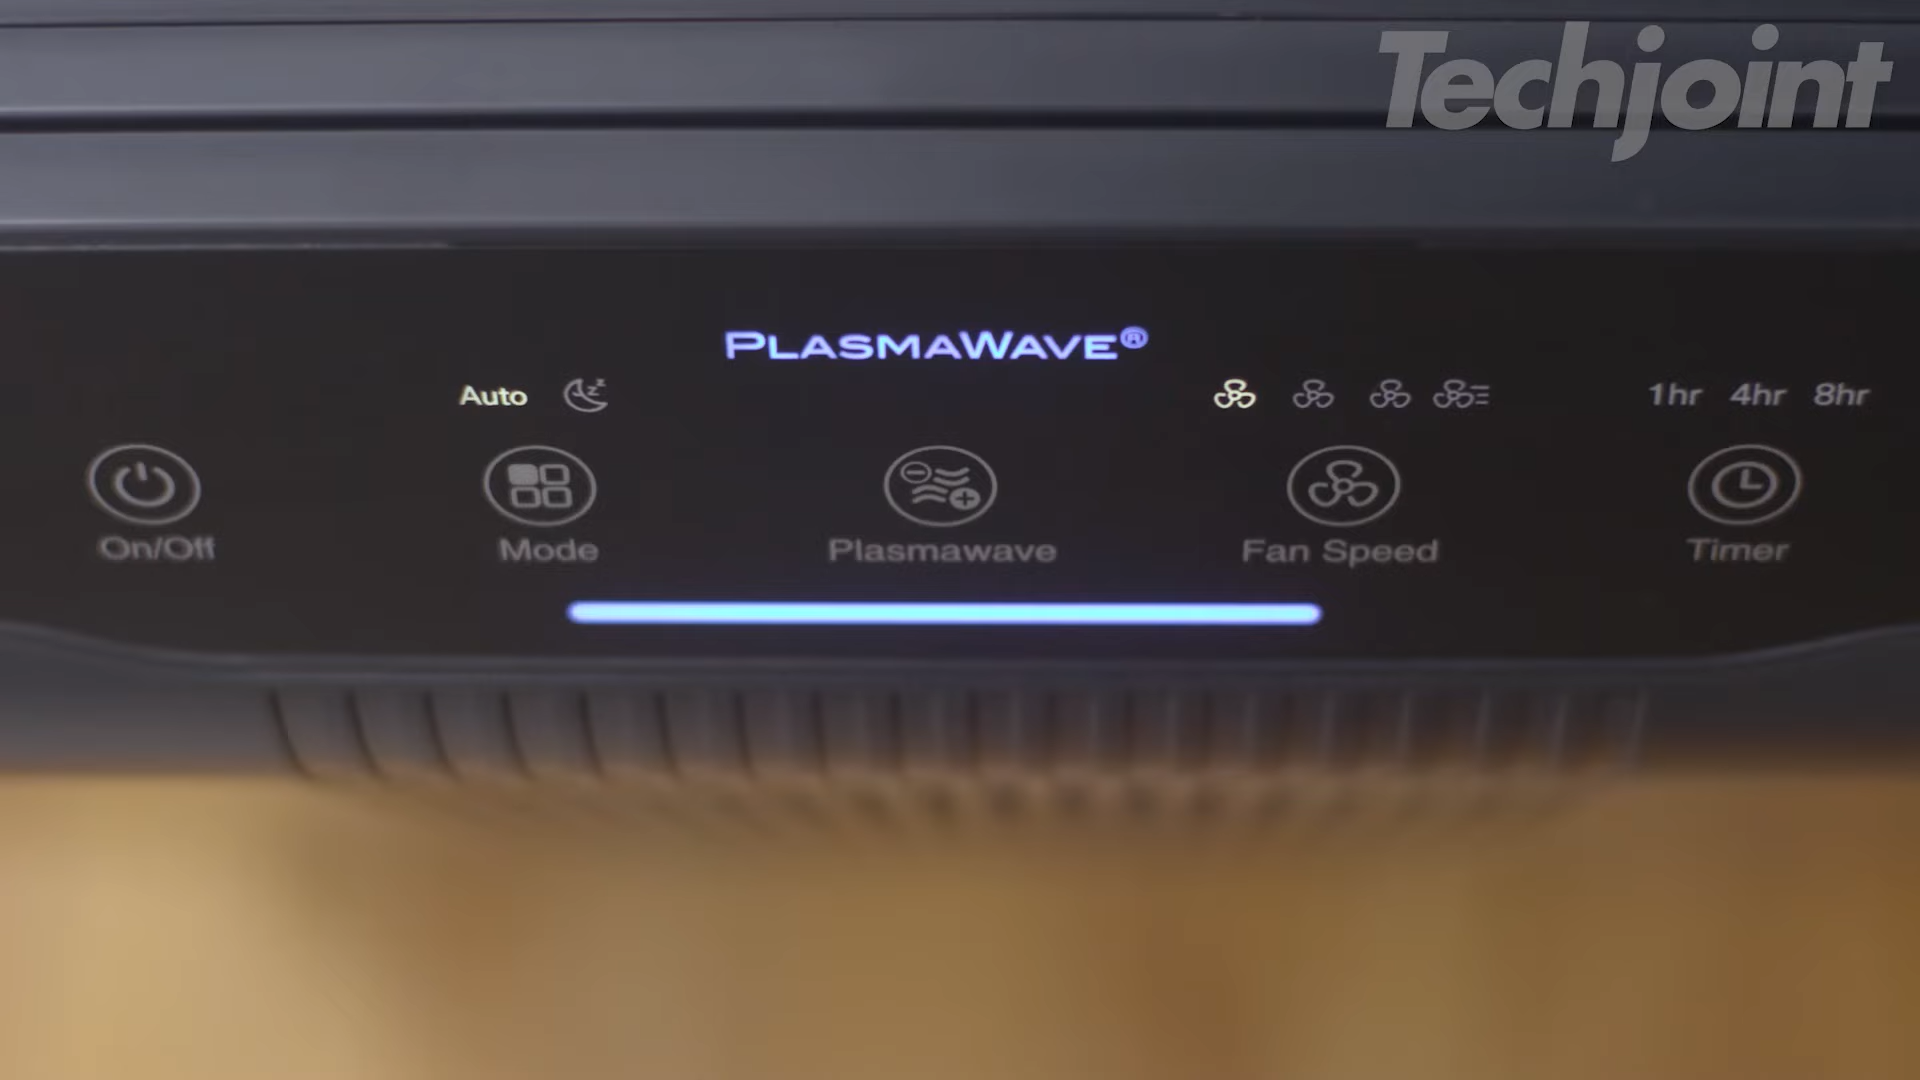 Techjoint
PLASMAWAVE®
Auto
1hr 4hr 8hr
On/Off Mode Plasmawave Fan Speed Timer